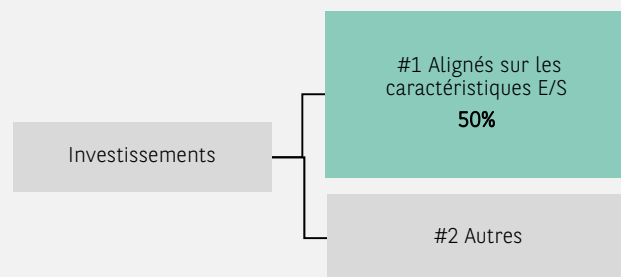 #1 Alignés sur les
caractéristiques E/S
50%
Investissements
#2 Autres